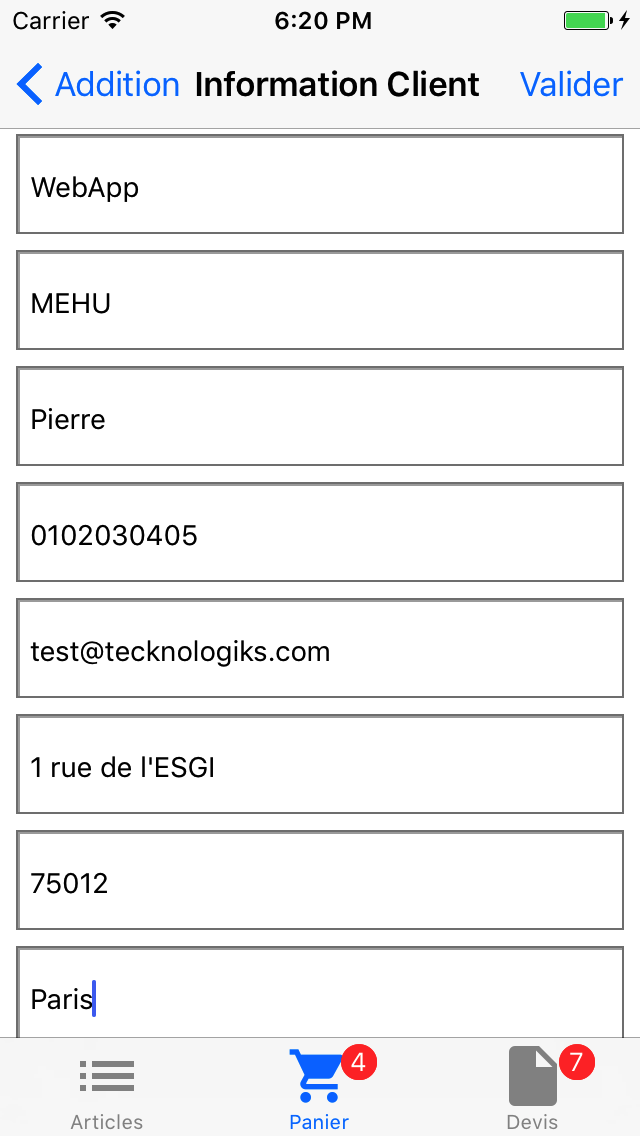 Carrier 6:20 PM
Addition Information Client Valider
WebApp
MEHU
Pierre
0102030405
test@tecknologiks.com
1 rue de l'ESGI
75012
Paris
4 7
Articles Panier Devis